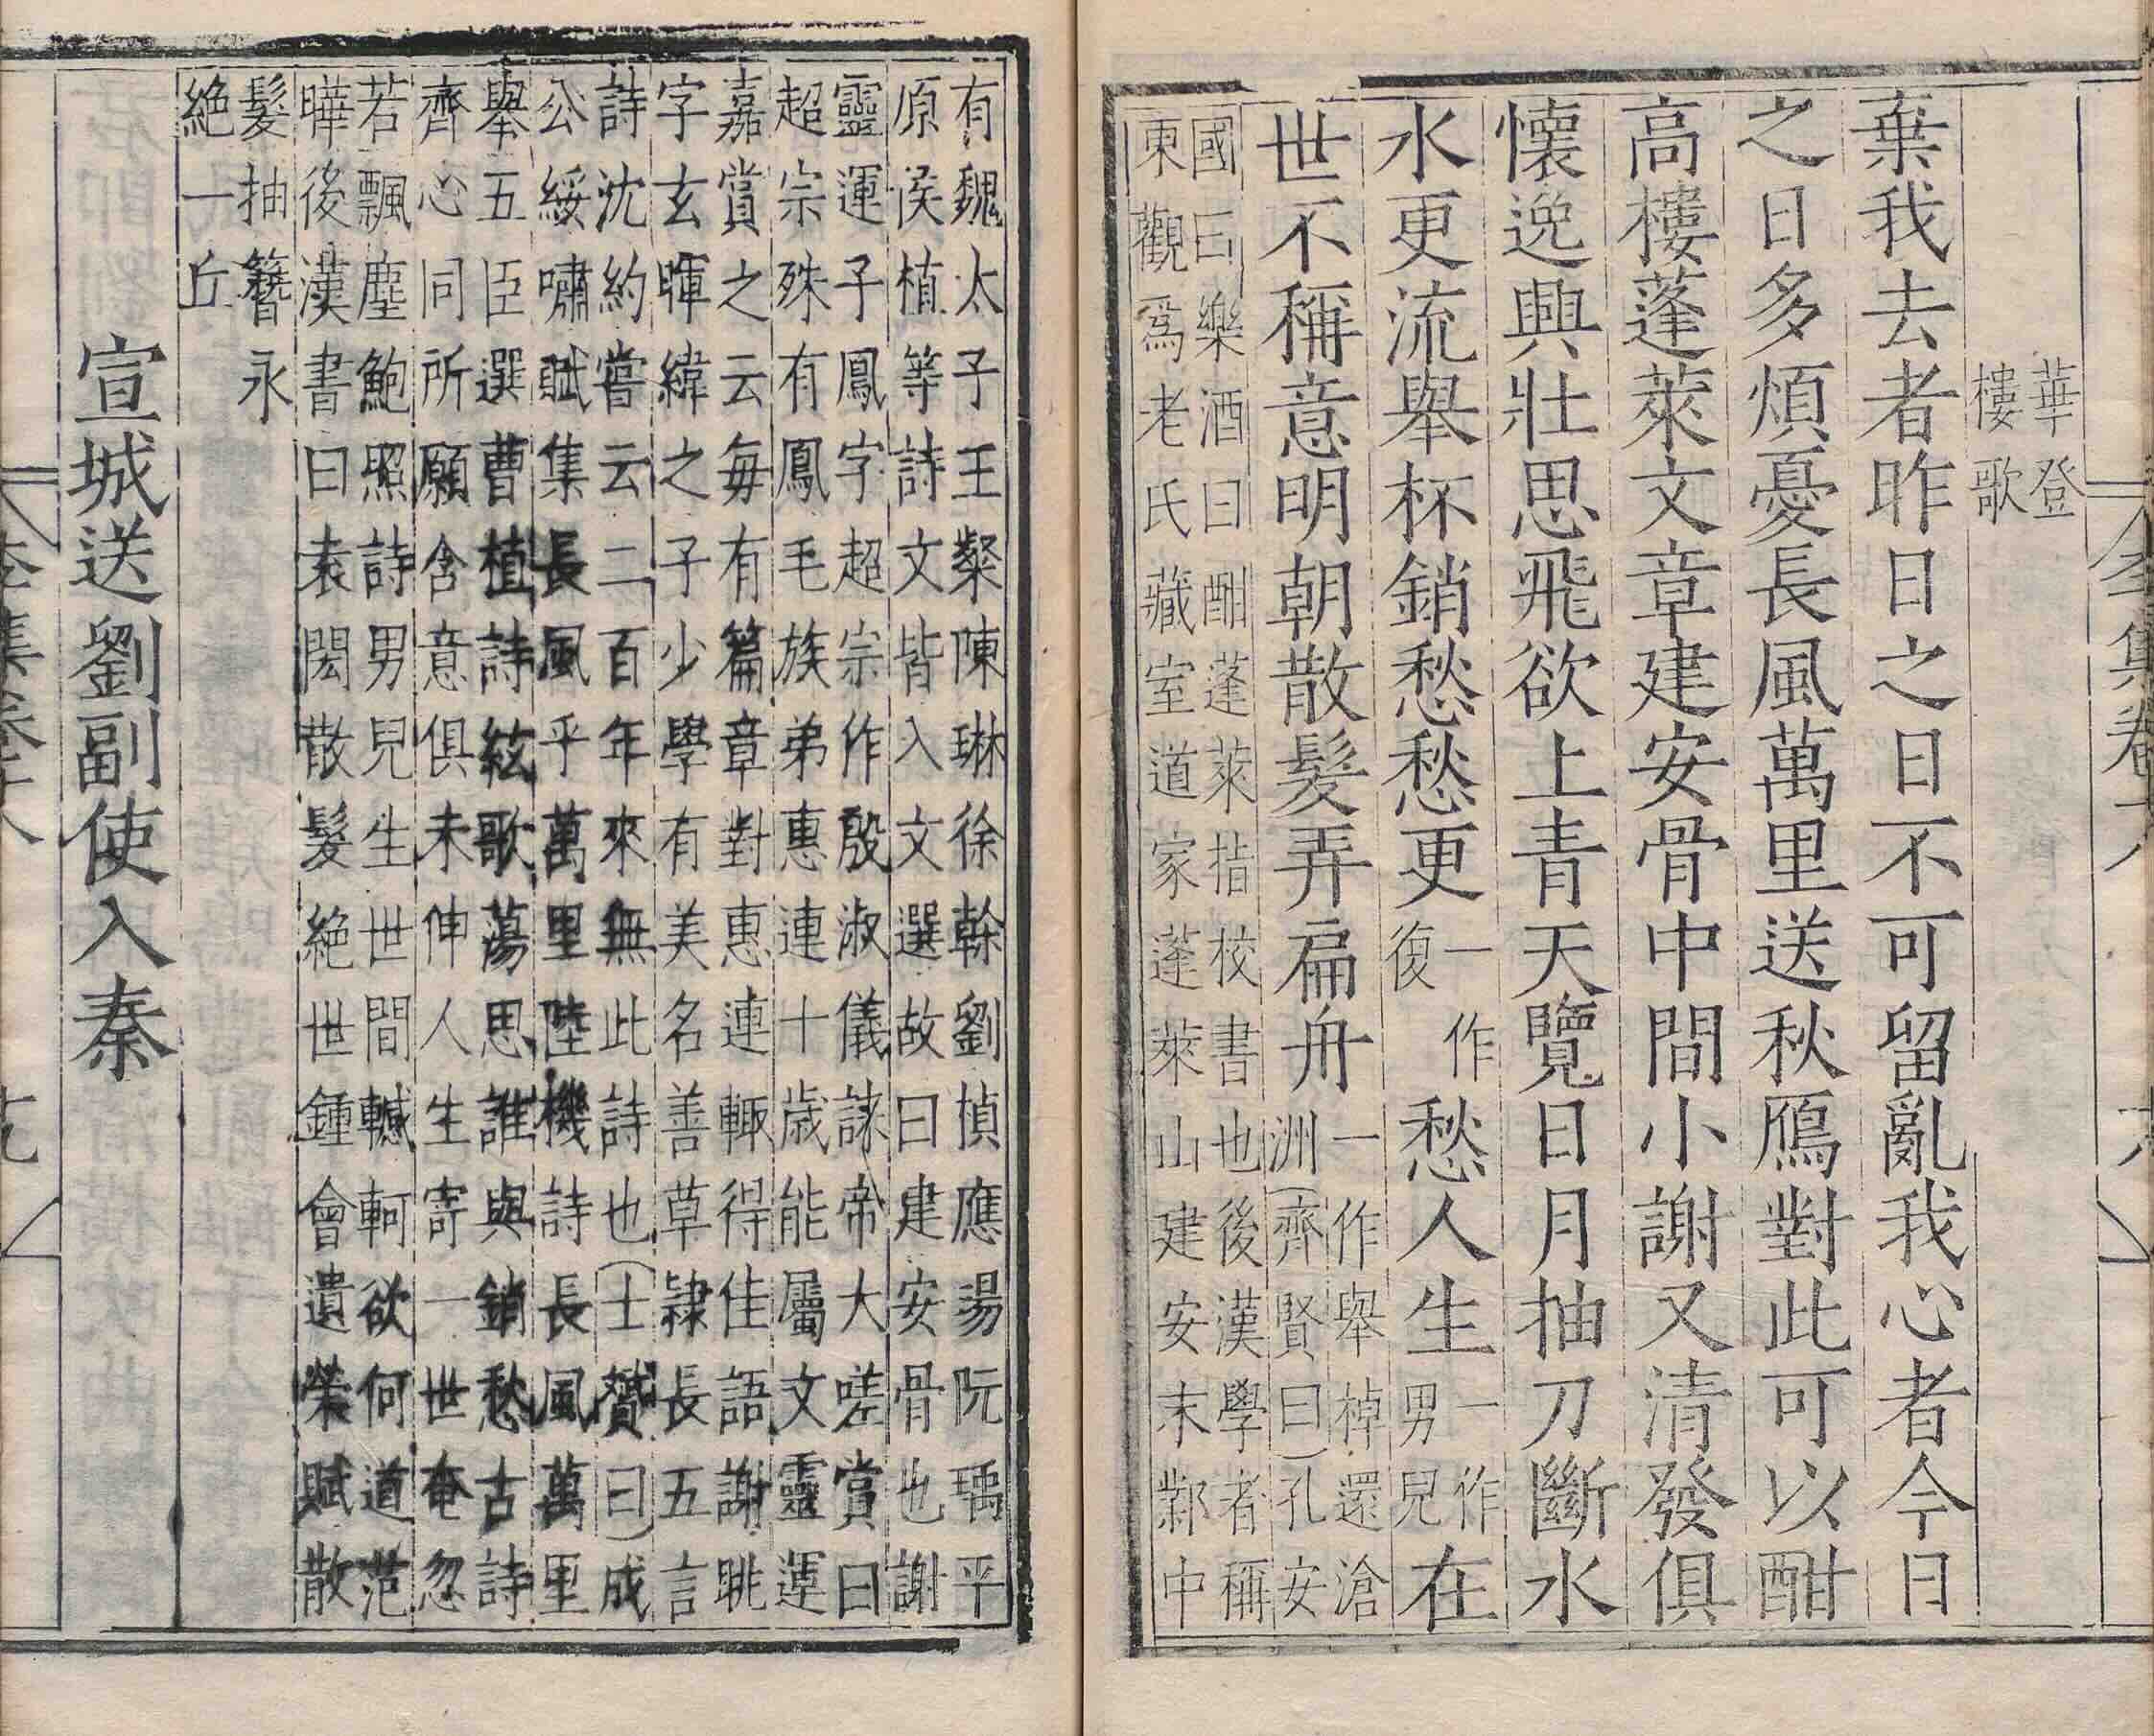 華登
樓歌
棄我去者昨日之日不可留亂我心者今日
之日多煩憂長風萬里送秋鴈對此可以酣
高樓蓬萊文章建安骨中間小謝又清發俱
懷逸興壯思飛欲上青天覽日月抽刀斷水
水更流舉杯銷愁愁更一作復愁人生一作男兒在
世不稱意明朝散髮弄扁舟一作舉棹還滄洲(齊賢曰)孔安
國曰樂酒曰酣蓬萊指校書也後漢學者稱
東觀爲老氏藏室道家蓬萊山建安末鄴中
有魏太子王粲陳琳徐幹劉楨應瑒阮瑀平
原侯植等詩文皆入文選故曰建安骨也謝
靈運子鳳字超宗作殷淑儀誄帝大嗟賞曰
超宗殊有鳳毛族弟惠連十歲能屬文靈運
嘉賞之云每有篇章對惠連輙得佳語謝眺
字玄暉緯之子少學有美名善草隸長五言
詩沈約嘗云二百年來無此詩也(士贇曰)成
公綏嘯賦集長風乎萬里陸機詩長風萬里
舉五臣選曹植詩絃歌蕩思誰與銷愁古詩
齊心同所願含意俱未伸人生寄一世奄忽
若飄塵鮑照詩男兒生世間轗軻欲何道范
曄後漢書曰袁閎散髮絕世鍾會遺榮賦散
髮抽簪永
絕一丘
宣城送劉副使入秦